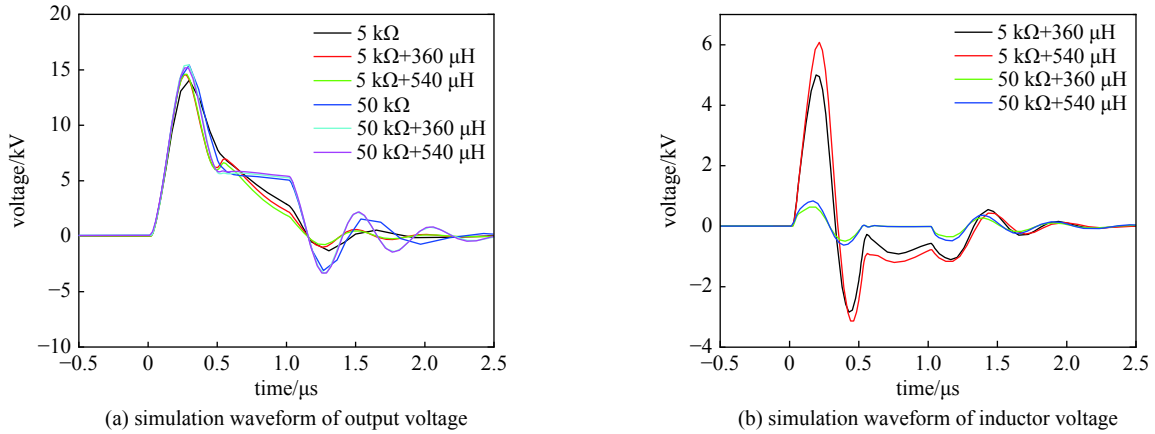 20
15
10
5
0
−5
−10
voltage/kV
−0.5
0
0.5
1.0
1.5
2.0
2.5
time/μs
5 kΩ
5 kΩ+360 μH
5 kΩ+540 μH
50 kΩ
50 kΩ+360 μH
50 kΩ+540 μH
(a) simulation waveform of output voltage
6
4
2
0
−2
−4
voltage/kV
−0.5
0
0.5
1.0
1.5
2.0
2.5
time/μs
5 kΩ+360 μH
5 kΩ+540 μH
50 kΩ+360 μH
50 kΩ+540 μH
(b) simulation waveform of inductor voltage